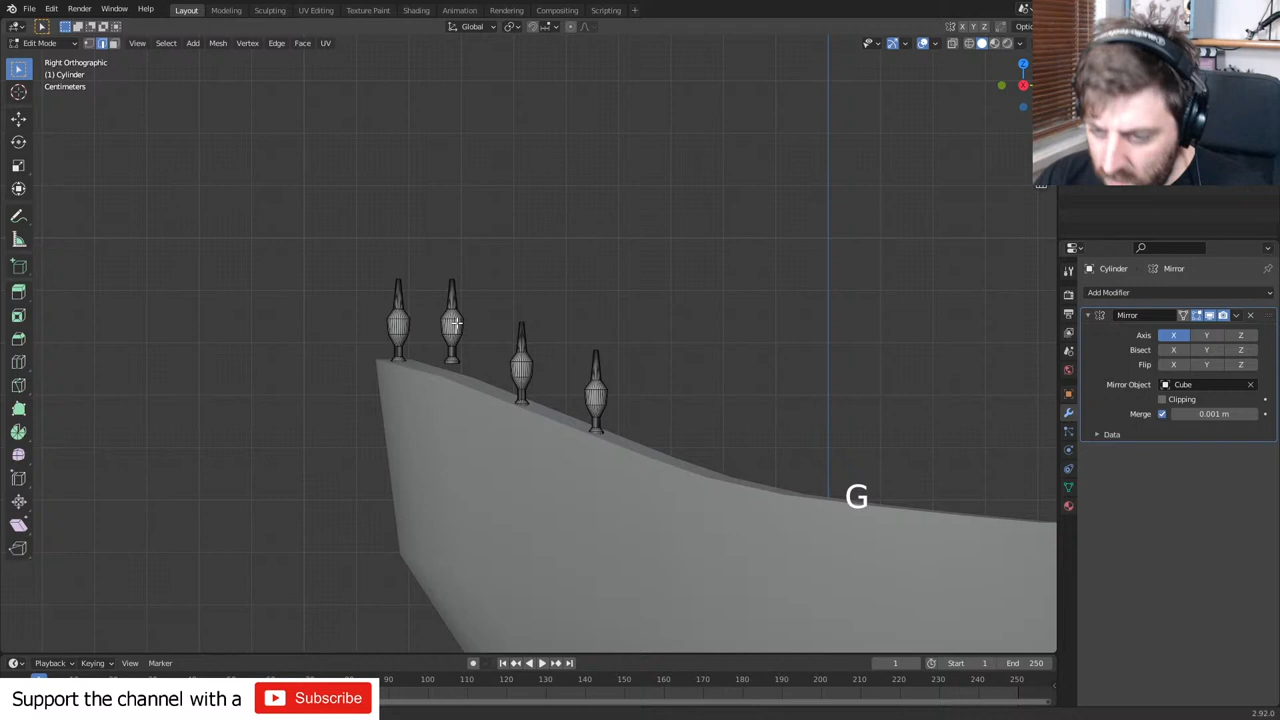 File Edit Render Window Help
Layout Modeling Sculpting UV Editing Texture Paint Shading Animation Rendering Compositing Scripting +
Global
X Y Z
Edit Mode View Select Add Mesh Vertex Edge Face UV
Right Orthographic
(1) Cylinder
Centimeters
Z
X
G
Cylinder Mirror
Add Modifier
Mirror
Axis X Y Z
Bisect X Y Z
Flip X Y Z
Mirror Object Cube
Clipping
Merge 0.001 m
Data
Playback Keying View Marker
1 Start 1 End 250
90 100 110 120 130 140 150 160 170 180 190 200 210 220 230 240 250
Support the channel with a Subscribe
2.92.0